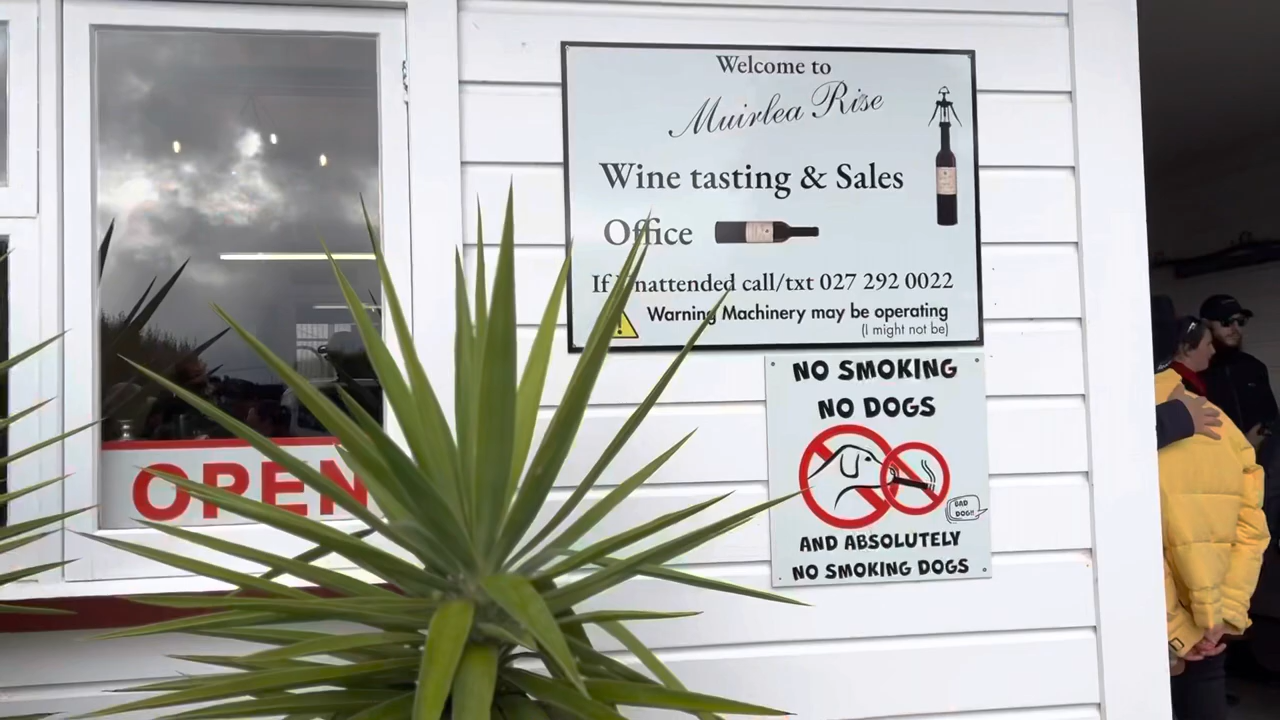 Welcome to
Muirlea Rise
Wine tasting & Sales
Office
If Unattended call/txt 027 292 0022
Warning Machinery may be operating
(I might not be)
NO SMOKING
NO DOGS
BAD
DOG!!
AND ABSOLUTELY
NO SMOKING DOGS
OPEN